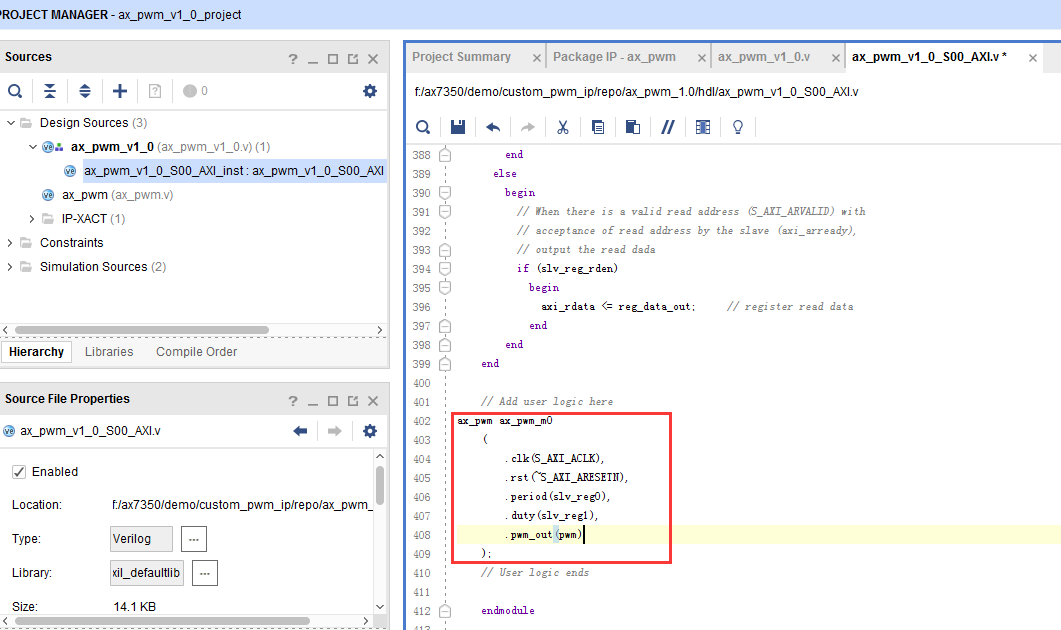 PROJECT MANAGER - ax_pwm_v1_0_project
Sources
0
Design Sources (3)
ax_pwm_v1_0 (ax_pwm_v1_0.v) (1)
ax_pwm_v1_0_S00_AXI_inst : ax_pwm_v1_0_S00_AXI
ax_pwm (ax_pwm.v)
IP-XACT (1)
Constraints
Simulation Sources (2)
Hierarchy Libraries Compile Order
Source File Properties
ax_pwm_v1_0_S00_AXI.v
Enabled
Location: f:/ax7350/demo/custom_pwm_ip/repo/ax_pwm_
Type: Verilog ...
Library: xil_defaultlib ...
Size: 14.1 KB
Project Summary Package IP - ax_pwm ax_pwm_v1_0.v ax_pwm_v1_0_S00_AXI.v *
f:/ax7350/demo/custom_pwm_ip/repo/ax_pwm_1.0/hdl/ax_pwm_v1_0_S00_AXI.v
388 end
389 else
390 begin
391 // When there is a valid read address (S_AXI_ARVALID) with
392 // acceptance of read address by the slave (axi_arready),
393 // output the read dada
394 if (slv_reg_rden)
395 begin
396 axi_rdata <= reg_data_out; // register read data
397 end
398 end
399 end
400
401 // Add user logic here
402 ax_pwm ax_pwm_m0
403 (
404 .clk(S_AXI_ACLK),
405 .rst(~S_AXI_ARESETN),
406 .period(slv_reg0),
407 .duty(slv_reg1),
408 .pwm_out(pwm)
409 );
410 // User logic ends
411
412 endmodule